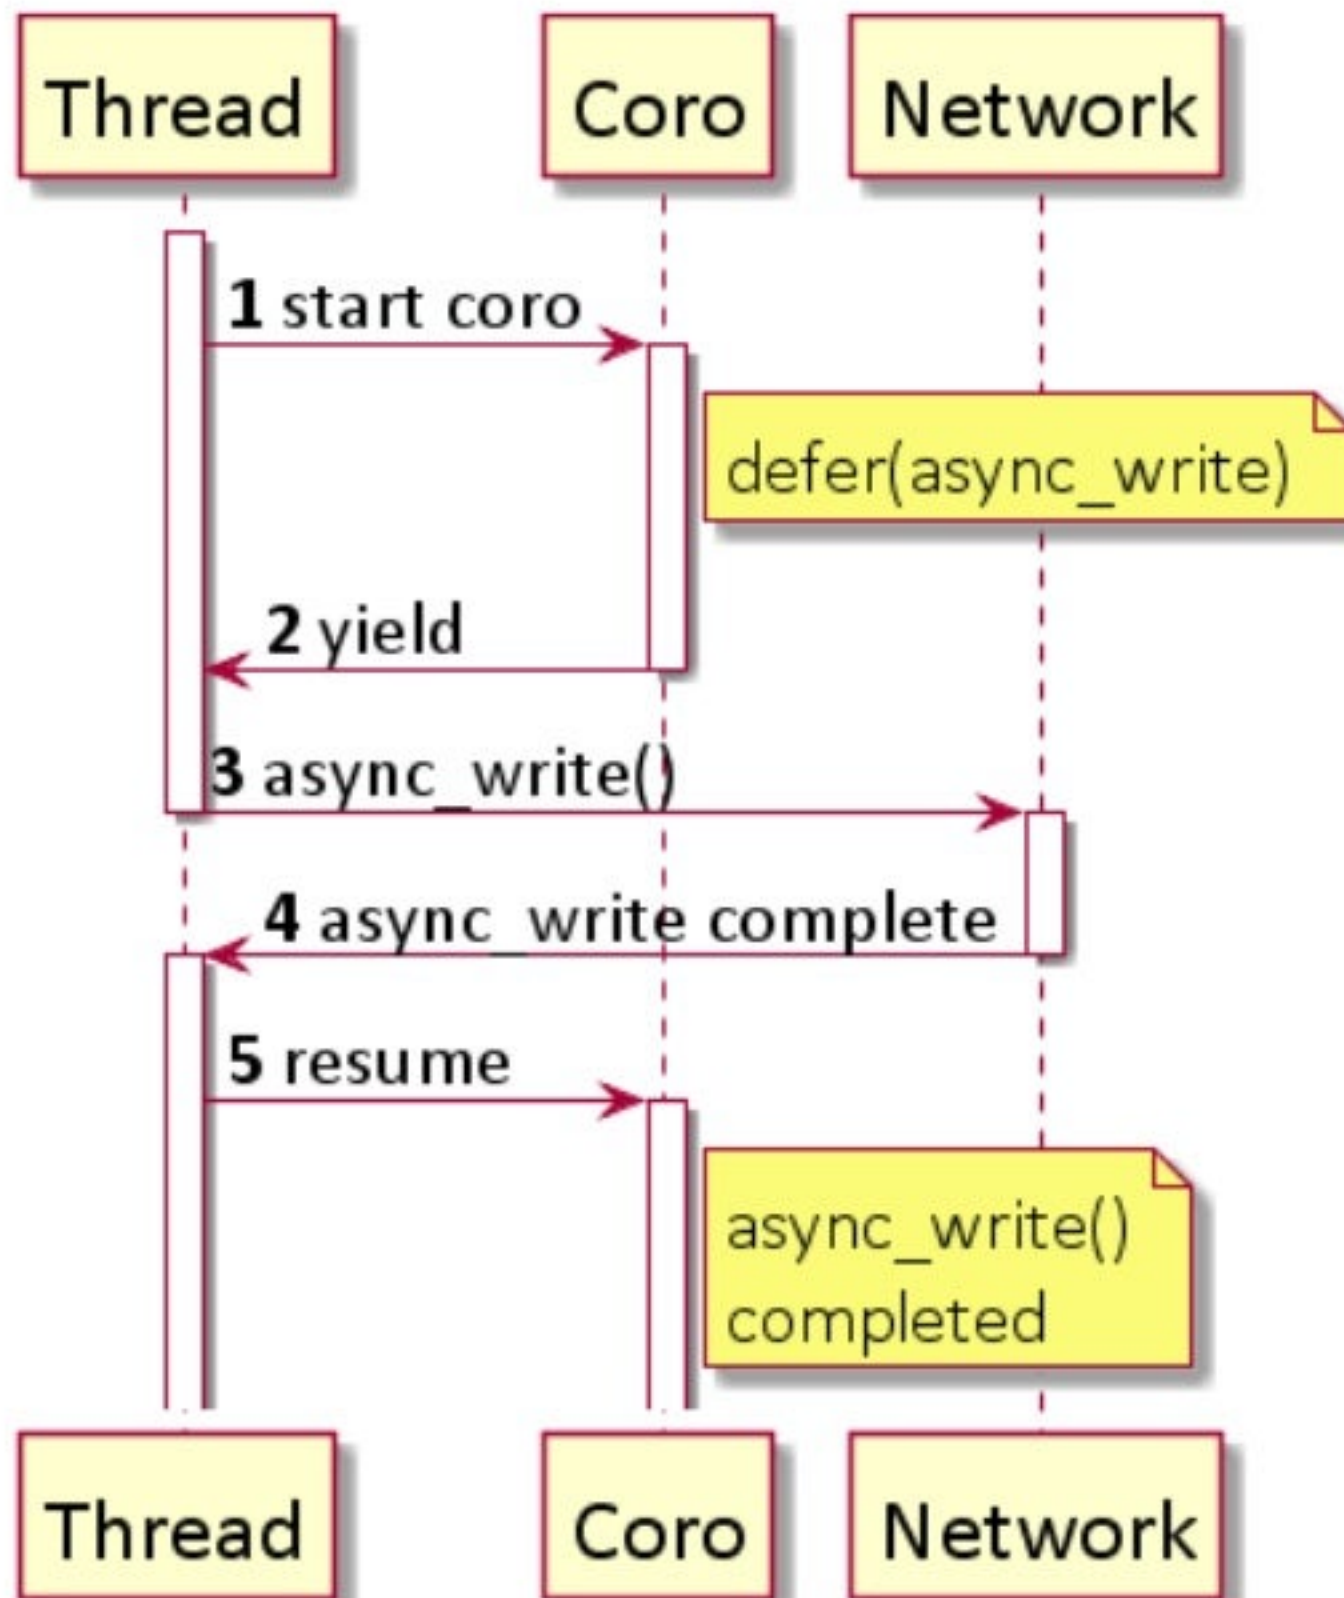 Thread
Coro
Network
1 start coro
defer(async_write)
2 yield
3 async_write()
4 async_write complete
5 resume
async_write()
completed
Thread
Coro
Network